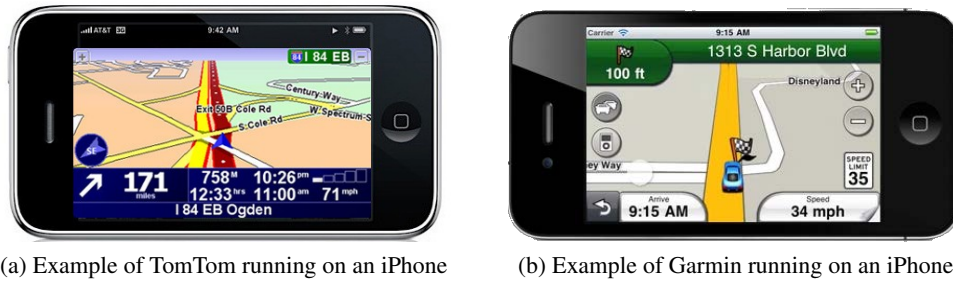 AT&T 3G 9:42 AM
84 I 84 EB
Century Way
Exit 50B Cole Rd
W Spectrum S
S Cole Rd
SE
171 miles
758M 10:26pm
12:33hrs 11:00am 71mph
I 84 EB Ogden
Carrier 9:15 AM
100 ft
1313 S Harbor Blvd
Disneyland
ey Way
SPEED LIMIT 35
Arrive
9:15 AM
Speed
34 mph
(a) Example of TomTom running on an iPhone
(b) Example of Garmin running on an iPhone